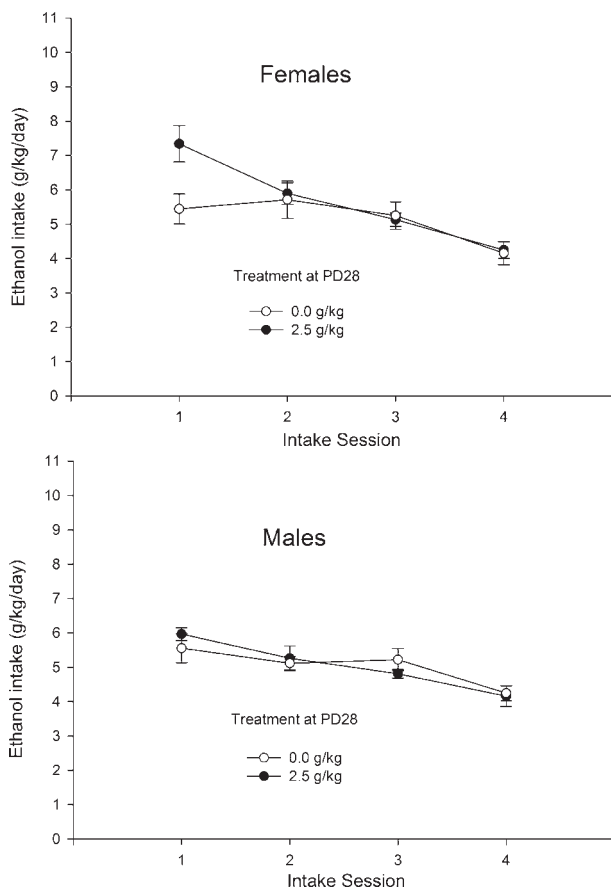 11
10
9
8
7
6
5
4
3
2
1
0
Ethanol intake (g/kg/day)
Females
Treatment at PD28
0.0 g/kg
2.5 g/kg
1 2 3 4
Intake Session
11
10
9
8
7
6
5
4
3
2
1
0
Ethanol intake (g/kg/day)
Males
Treatment at PD28
0.0 g/kg
2.5 g/kg
1 2 3 4
Intake Session